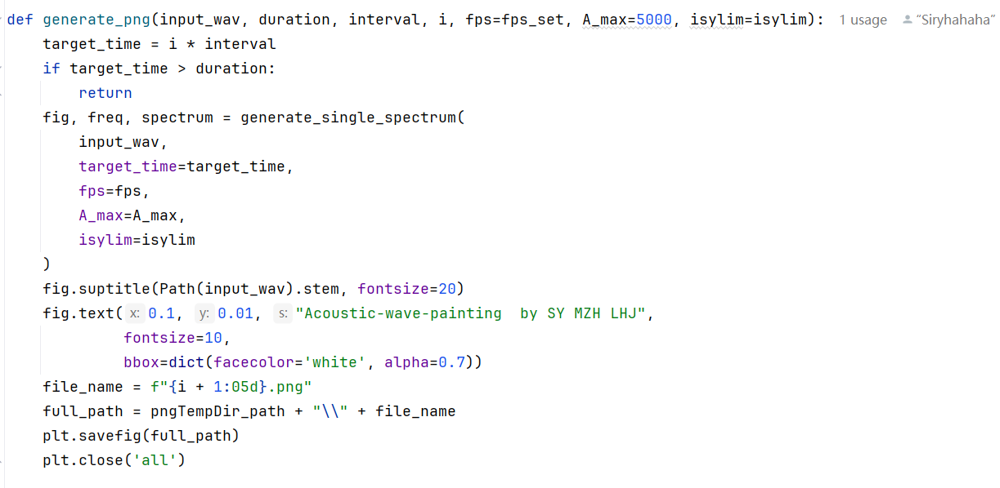 def generate_png(input_wav, duration, interval, i, fps=fps_set, A_max=5000, isylim=isylim):  1 usage  “Siryhahaha”
    target_time = i * interval
    if target_time > duration:
        return
    fig, freq, spectrum = generate_single_spectrum(
        input_wav,
        target_time=target_time,
        fps=fps,
        A_max=A_max,
        isylim=isylim
    )
    fig.suptitle(Path(input_wav).stem, fontsize=20)
    fig.text( x: 0.1,  y: 0.01,  s: "Acoustic-wave-painting  by SY MZH LHJ",
             fontsize=10,
             bbox=dict(facecolor='white', alpha=0.7))
    file_name = f"{i + 1:05d}.png"
    full_path = pngTempDir_path + "\\" + file_name
    plt.savefig(full_path)
    plt.close('all')